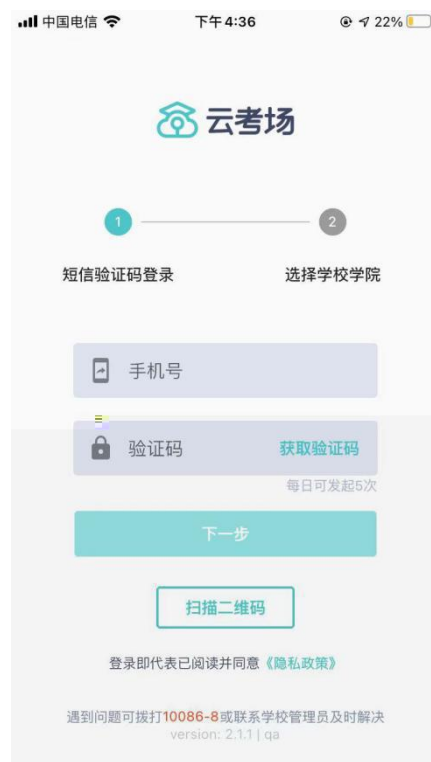 中国电信 下午4:36 22%
云考场
1 2
短信验证码登录 选择学校学院
手机号
验证码 获取验证码
每日可发起5次
下一步
扫描二维码
登录即代表已阅读并同意《隐私政策》
遇到问题可拨打10086-8或联系学校管理员及时解决
version: 2.1.1 | qa